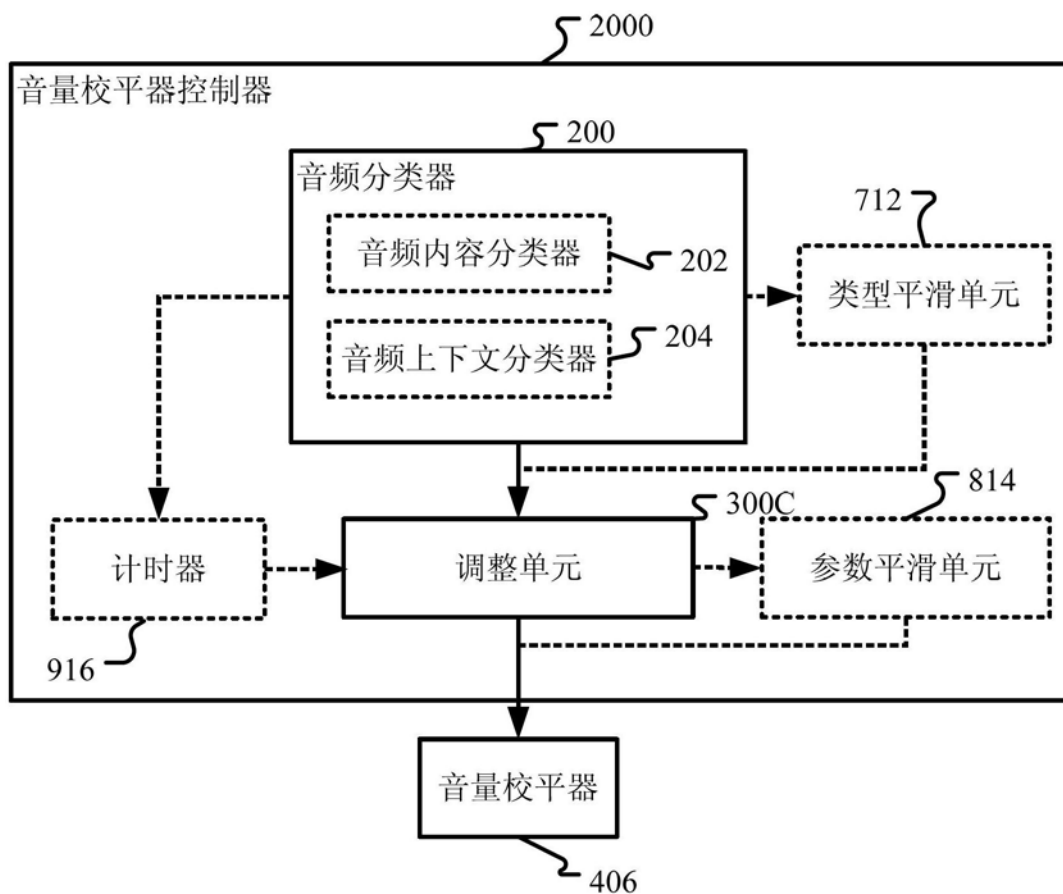 2000
音量校平器控制器
200
音频分类器
712
音频内容分类器
202
类型平滑单元
音频上下文分类器
204
814
300C
计时器
调整单元
参数平滑单元
916
音量校平器
406